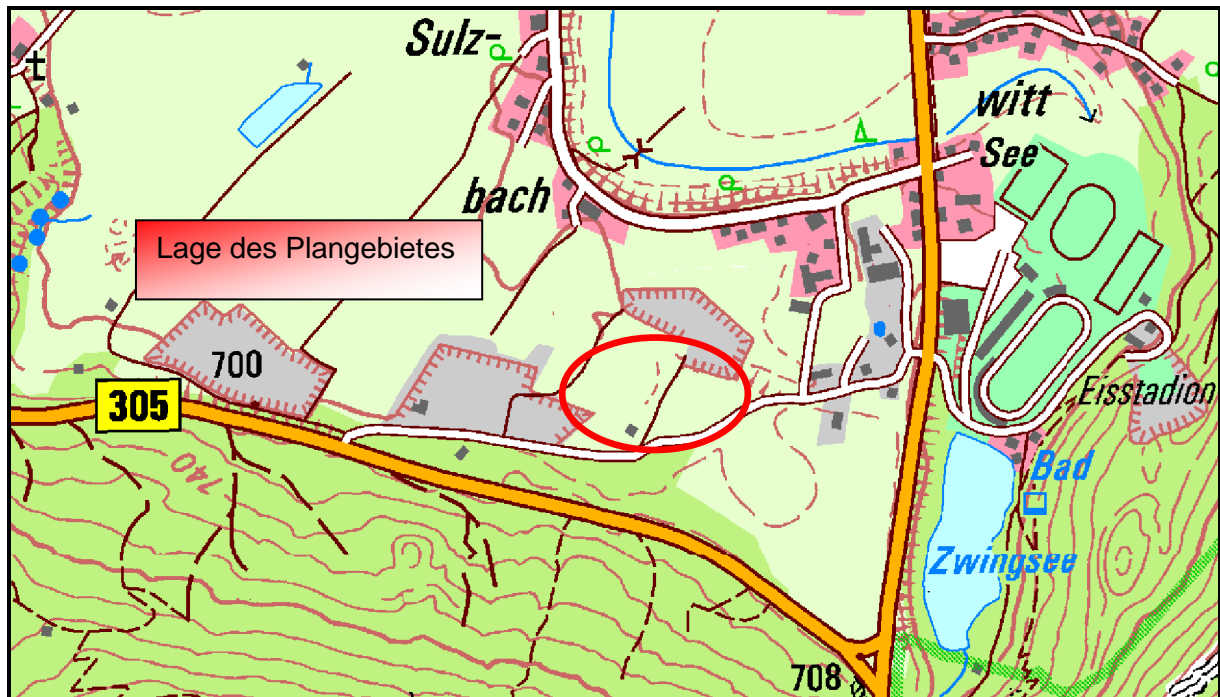 Sulz-
bach
witt
See
Lage des Plangebietes
700
305
740
Eisstadion
Bad
Zwingsee
708